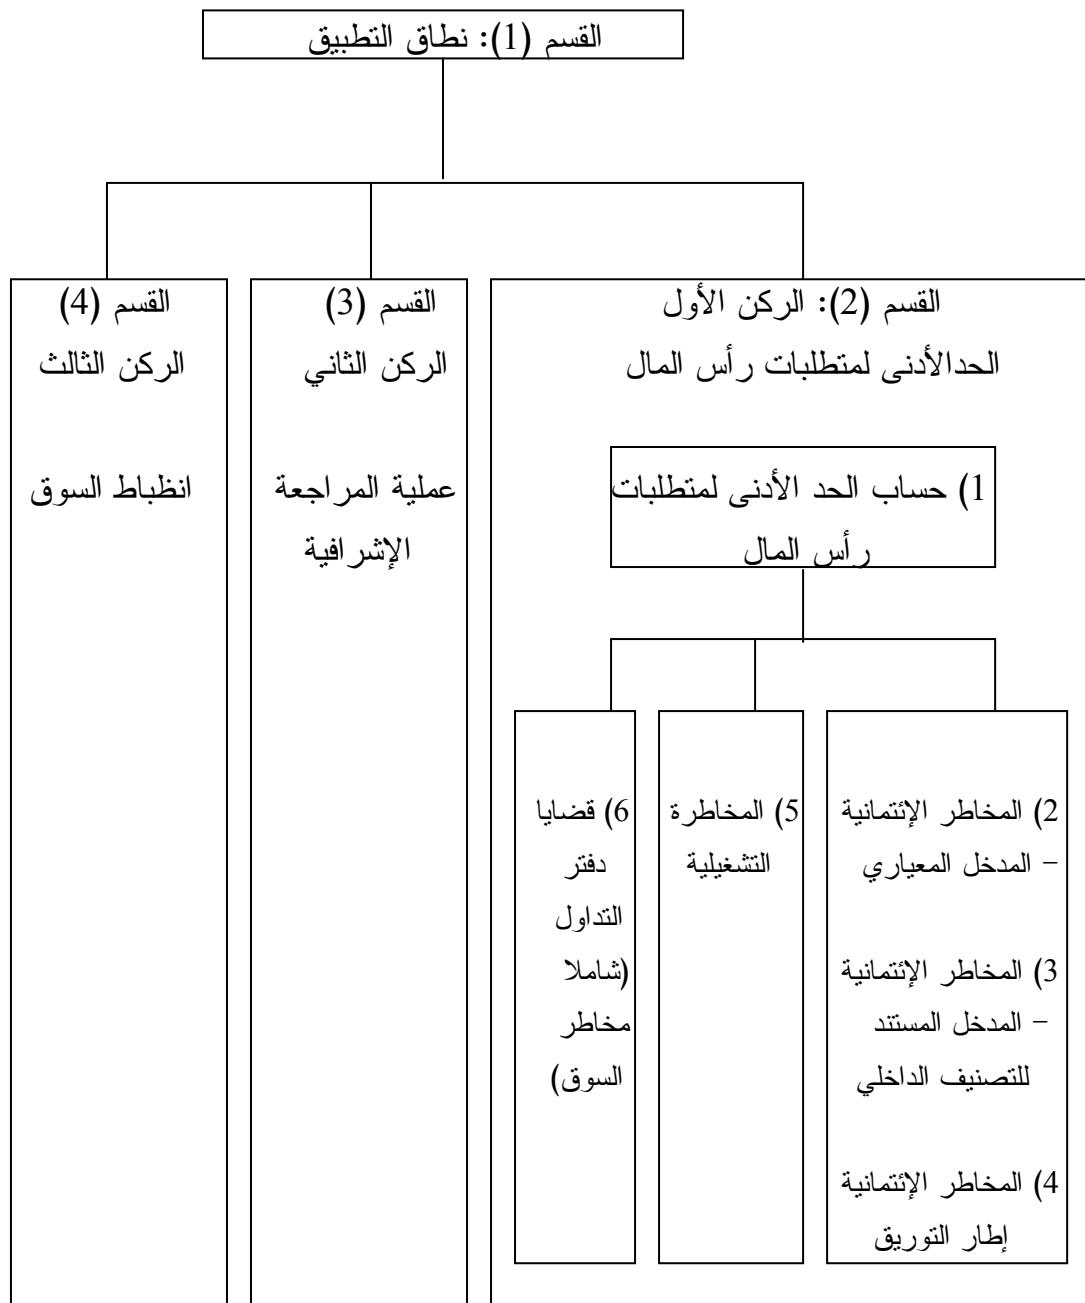 القسم (1): نطاق التطبيق
القسم (2): الركن الأول
الحدالأدنى لمتطلبات رأس المال
1) حساب الحد الأدنى لمتطلبات
رأس المال
2) المخاطر الإئتمانية
– المدخل المعياري
3) المخاطر الإئتمانية
– المدخل المستند
للتصنيف الداخلي
4) المخاطر الإئتمانية
إطار التوريق
5) المخاطرة
التشغيلية
6) قضايا
دفتر
التداول
(شاملا
مخاطر
السوق)
القسم (3)
الركن الثاني
عملية المراجعة
الإشرافية
القسم (4)
الركن الثالث
انظباط السوق